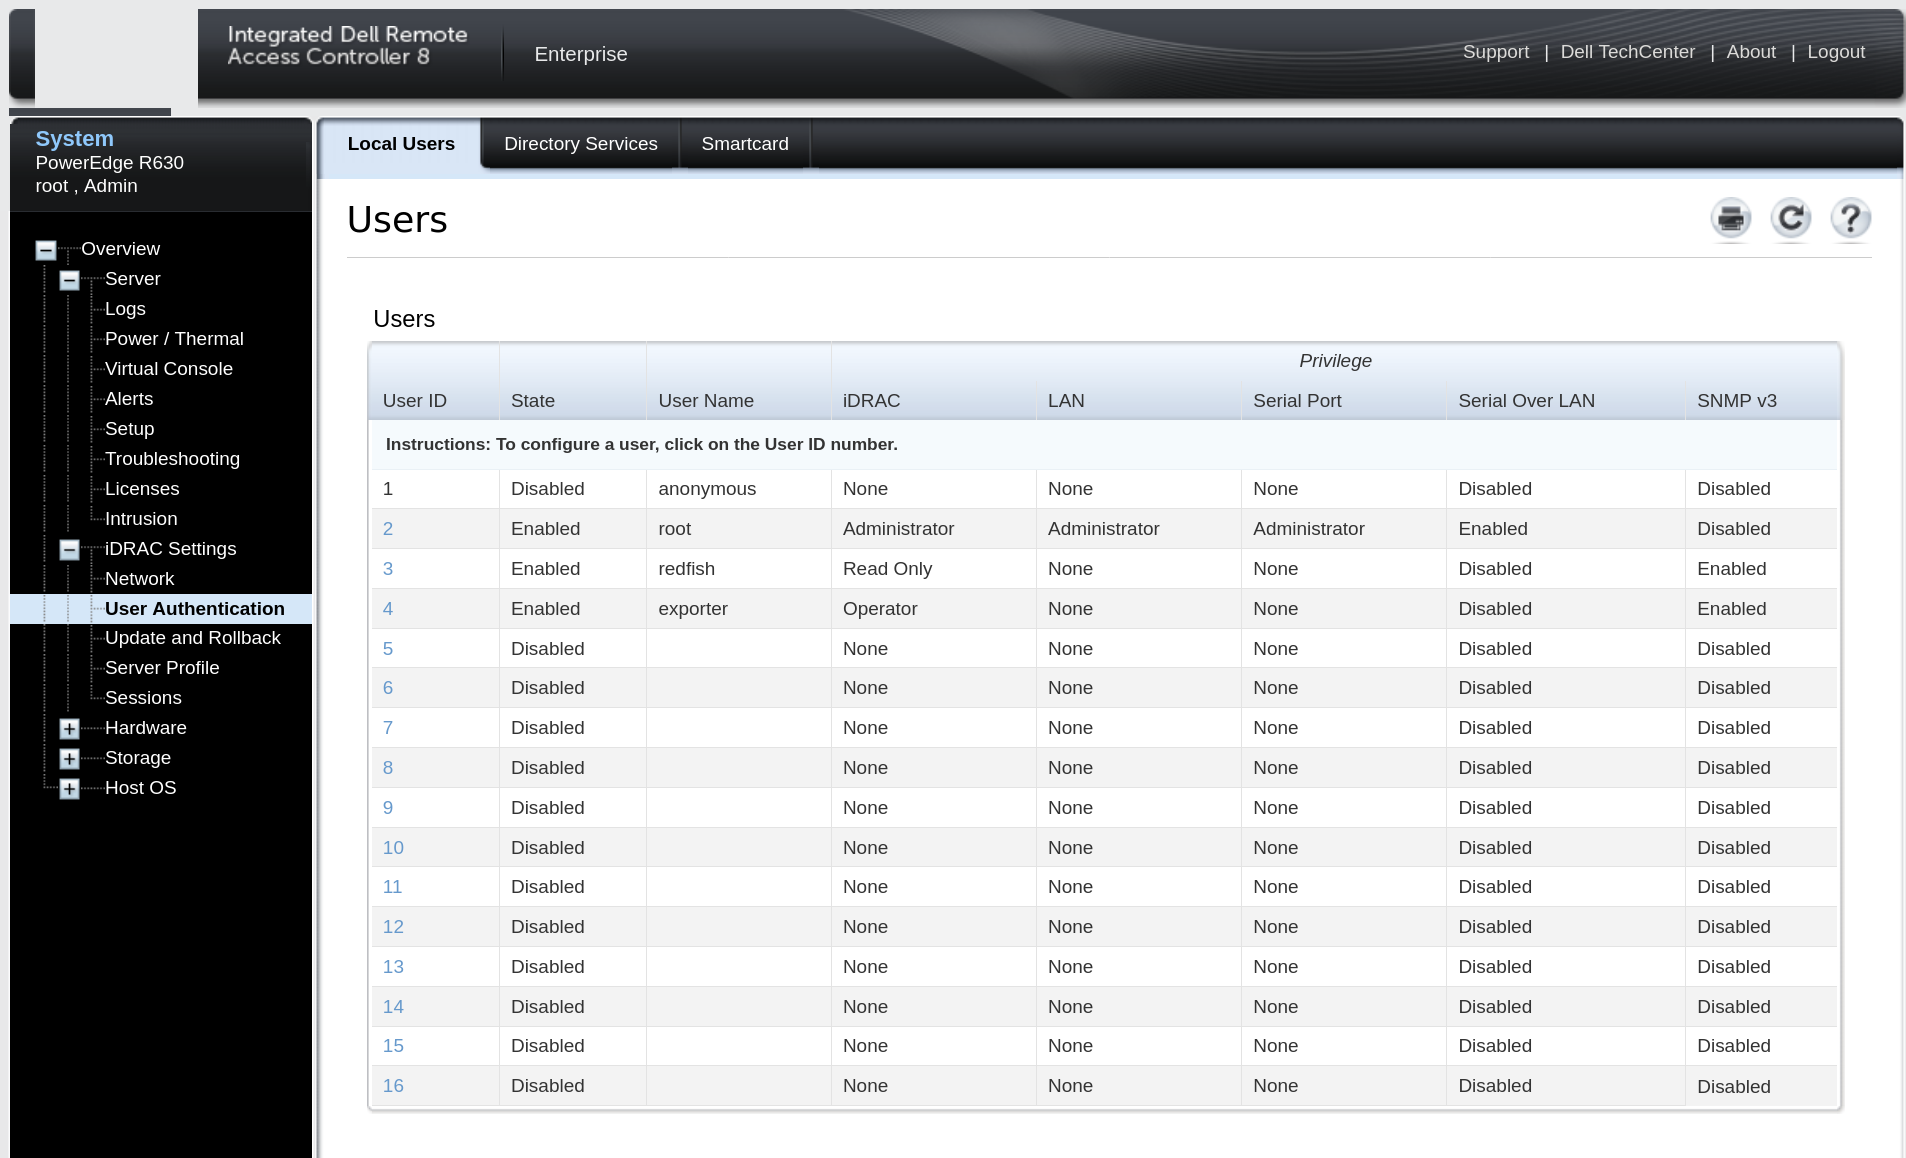 Integrated Dell Remote
Access Controller 8
Enterprise
Support | Dell TechCenter | About | Logout
System
PowerEdge R630
root , Admin
Overview
Server
Logs
Power / Thermal
Virtual Console
Alerts
Setup
Troubleshooting
Licenses
Intrusion
iDRAC Settings
Network
User Authentication
Update and Rollback
Server Profile
Sessions
Hardware
Storage
Host OS
Local Users Directory Services Smartcard
Users
Users
Privilege
User ID State User Name iDRAC LAN Serial Port Serial Over LAN SNMP v3
Instructions: To configure a user, click on the User ID number.
1 Disabled anonymous None None None Disabled Disabled
2 Enabled root Administrator Administrator Administrator Enabled Disabled
3 Enabled redfish Read Only None None Disabled Enabled
4 Enabled exporter Operator None None Disabled Enabled
5 Disabled None None None Disabled Disabled
6 Disabled None None None Disabled Disabled
7 Disabled None None None Disabled Disabled
8 Disabled None None None Disabled Disabled
9 Disabled None None None Disabled Disabled
10 Disabled None None None Disabled Disabled
11 Disabled None None None Disabled Disabled
12 Disabled None None None Disabled Disabled
13 Disabled None None None Disabled Disabled
14 Disabled None None None Disabled Disabled
15 Disabled None None None Disabled Disabled
16 Disabled None None None Disabled Disabled